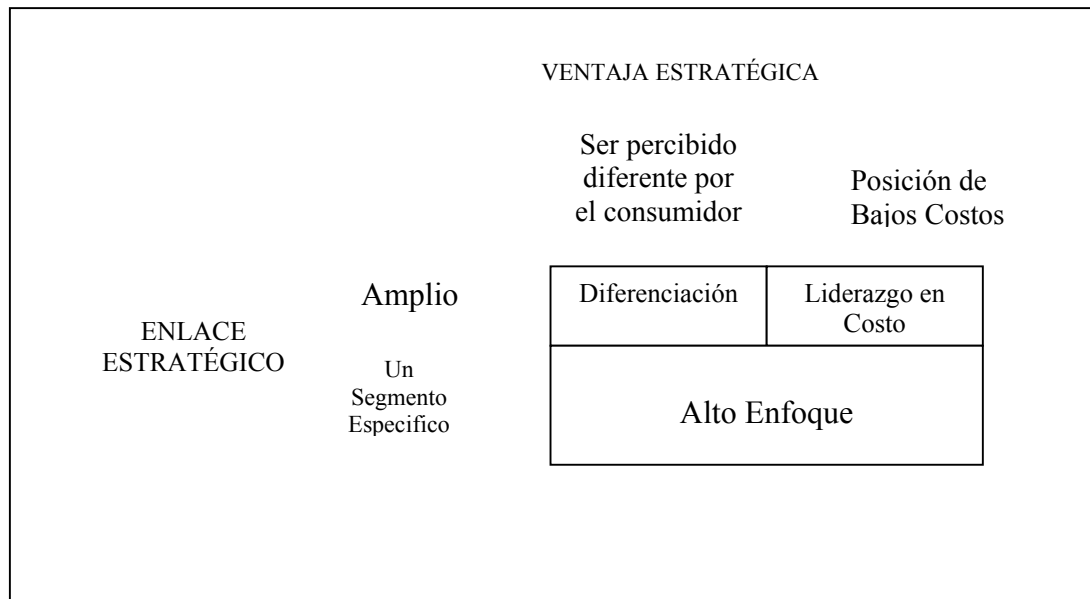 VENTAJA ESTRATÉGICA
Ser percibido
diferente por
el consumidor
Posición de
Bajos Costos
Amplio
Diferenciación
Liderazgo en
Costo
ENLACE
ESTRATÉGICO
Un
Segmento
Especifico
Alto Enfoque